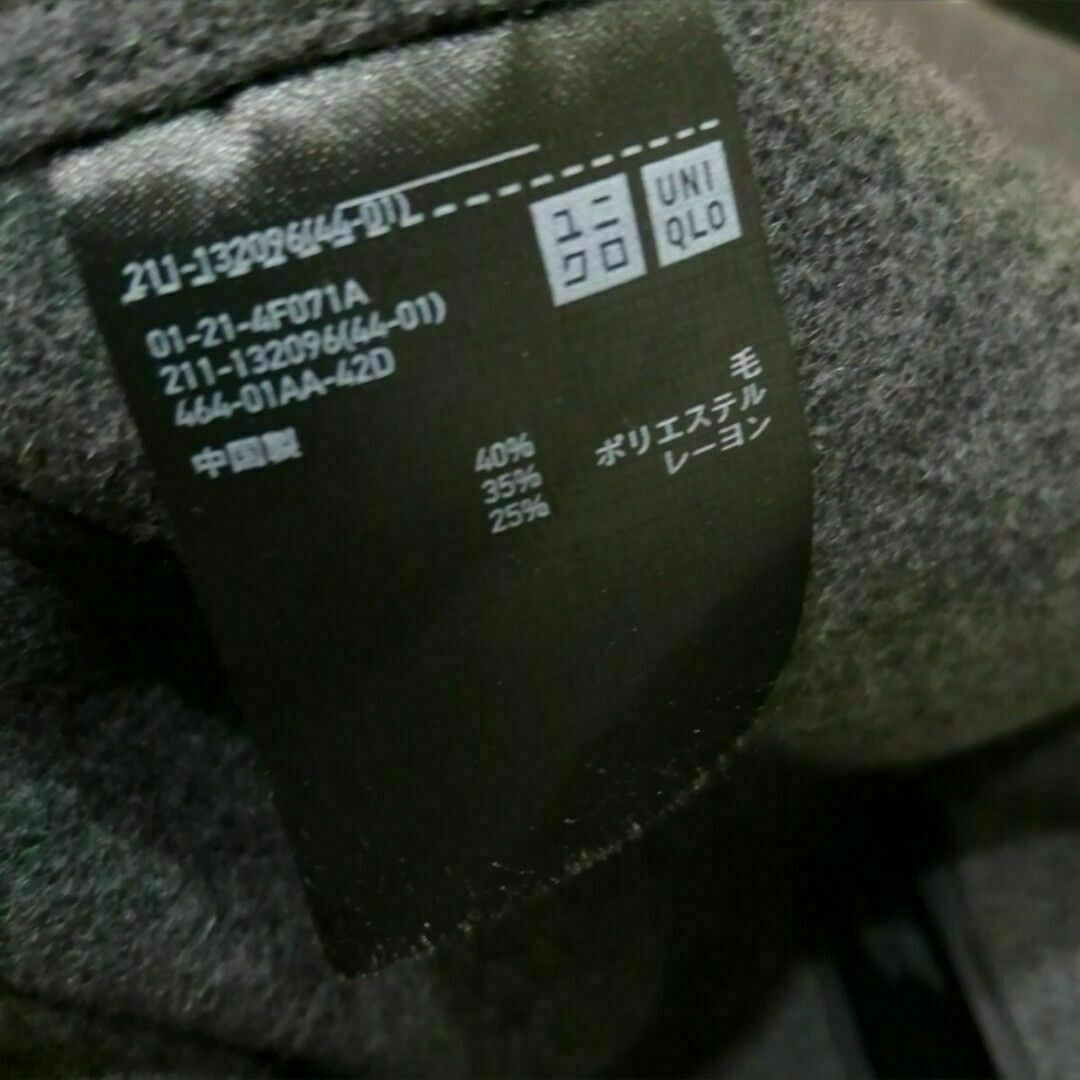 211-132096(44-01)
ユニ
クロ
UNI
QLO
01-21-4F071A
211-132096(44-01)
464-01AA-42D
中国製
毛 40%
ポリエステル 35%
レーヨン 25%